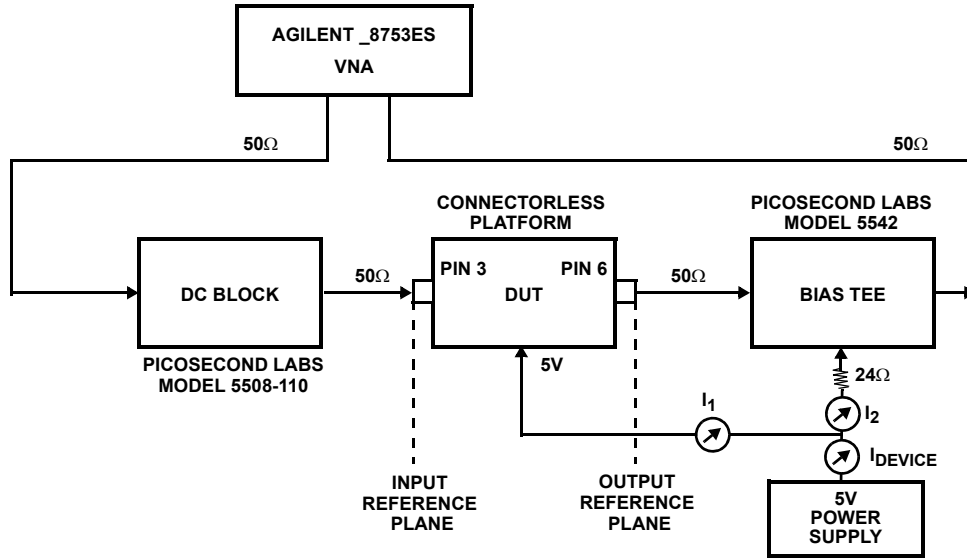 AGILENT _8753ES
VNA
50Ω
50Ω
CONNECTORLESS
PLATFORM
PICOSECOND LABS
MODEL 5542
DC BLOCK
50Ω
PIN 3
PIN 6
DUT
50Ω
BIAS TEE
PICOSECOND LABS
MODEL 5508-110
5V
24Ω
I1
I2
IDEVICE
INPUT
REFERENCE
PLANE
OUTPUT
REFERENCE
PLANE
5V
POWER
SUPPLY